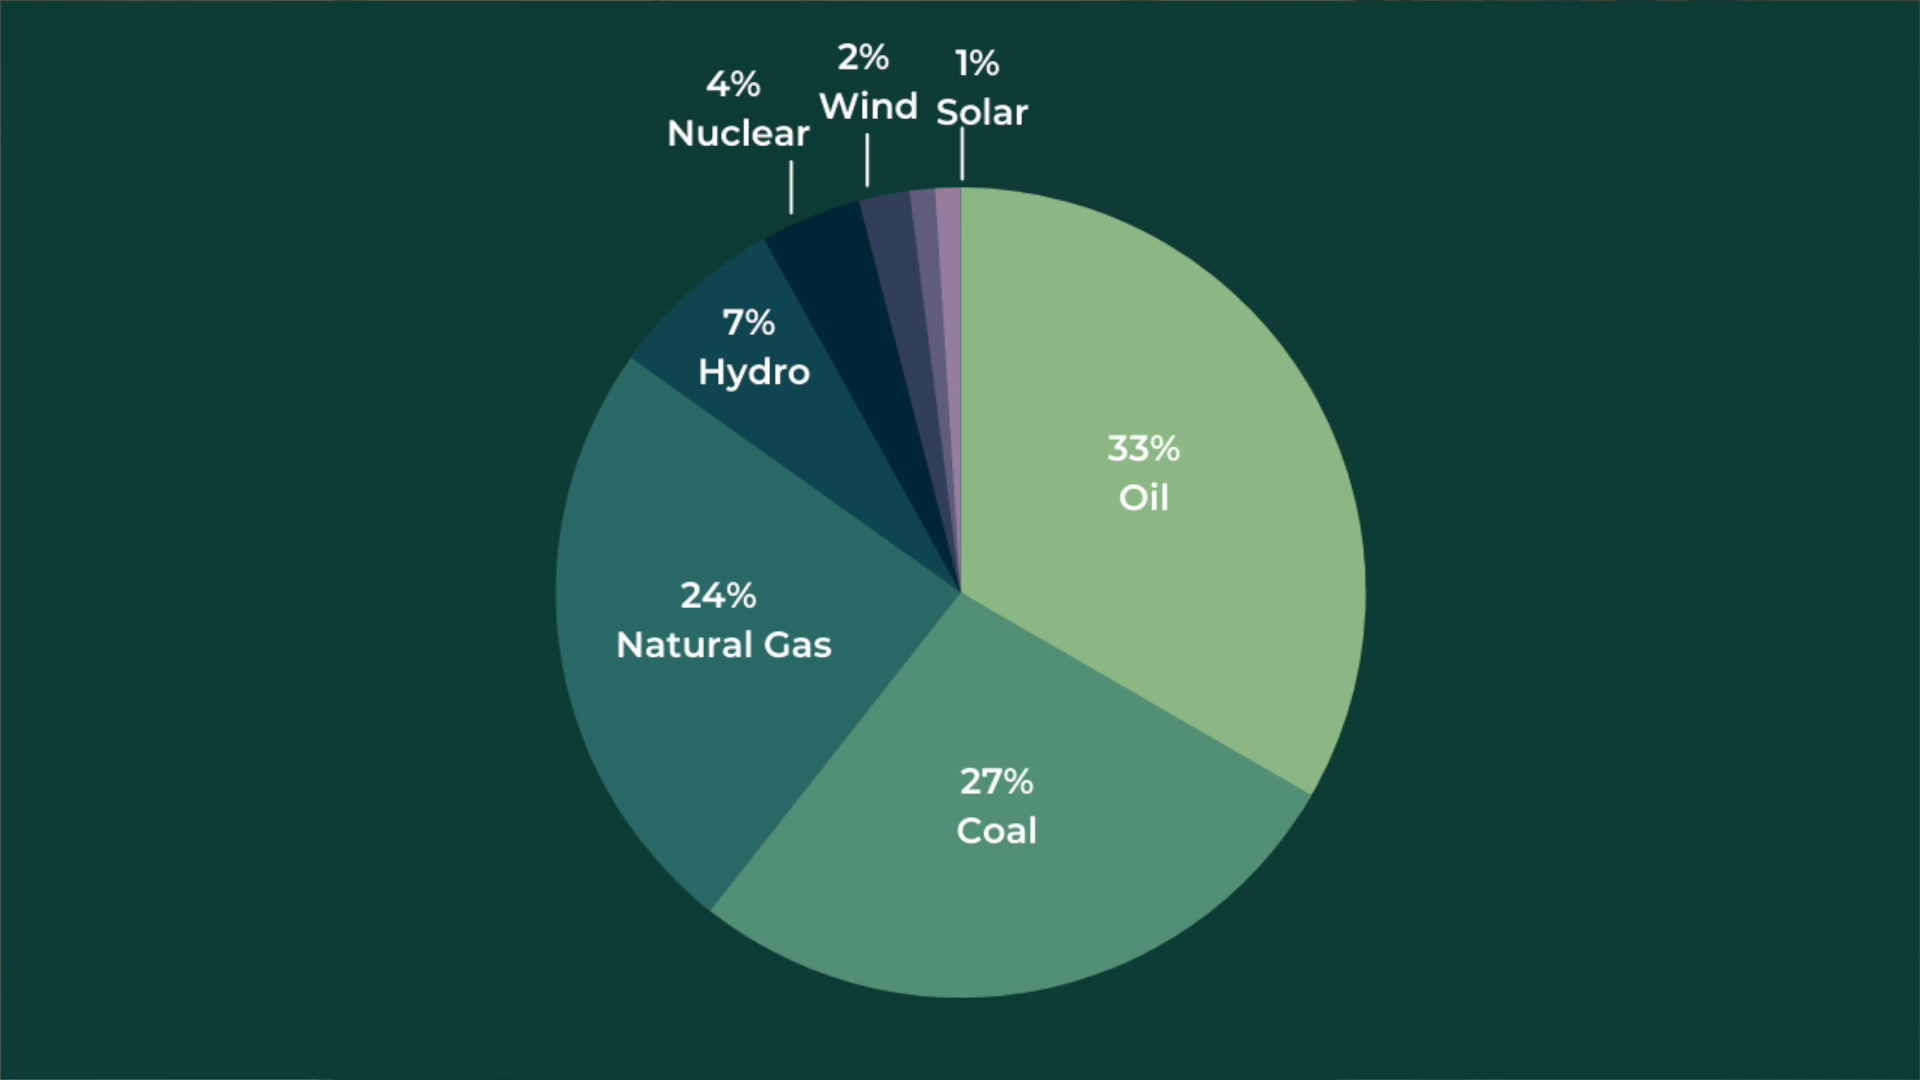 4%
Nuclear
2%
Wind
1%
Solar
7%
Hydro
33%
Oil
24%
Natural Gas
27%
Coal